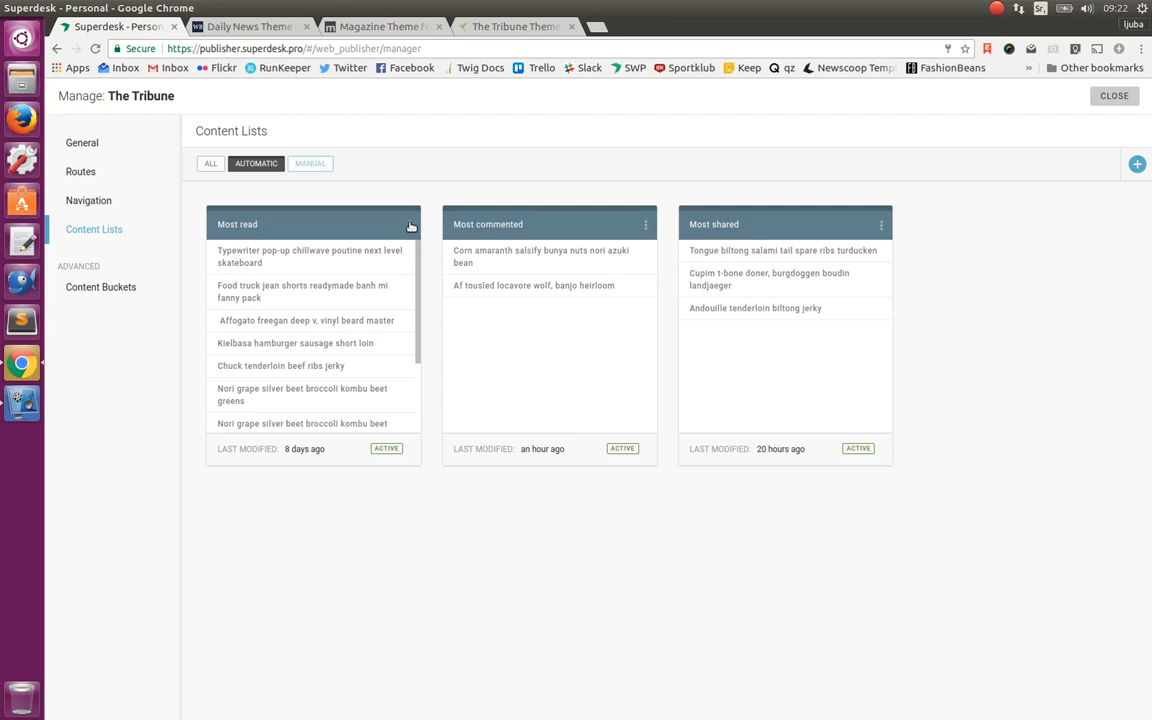 Superdesk - Personal - Google Chrome
Sr₁
09:22
Superdesk - Person
WB Daily News Theme
m Magazine Theme fe
The Tribune Theme
ljuba
Secure https://publisher.superdesk.pro/#/web_publisher/manager
Apps Inbox Inbox Flickr RunKeeper Twitter Facebook Twig Docs Trello Slack SWP Sportklub Keep qz Newscoop Temp FashionBeans » Other bookmarks
Manage: The Tribune
CLOSE
General
Routes
Navigation
Content Lists
ADVANCED
Content Buckets
Content Lists
ALL AUTOMATIC MANUAL
Most read
Typewriter pop-up chillwave poutine next level
skateboard
Food truck jean shorts readymade banh mi
fanny pack
Affogato freegan deep v, vinyl beard master
Kielbasa hamburger sausage short loin
Chuck tenderloin beef ribs jerky
Nori grape silver beet broccoli kombu beet
greens
Nori grape silver beet broccoli kombu beet
LAST MODIFIED: 8 days ago ACTIVE
Most commented
Corn amaranth salsify bunya nuts nori azuki
bean
Af tousled locavore wolf, banjo heirloom
LAST MODIFIED: an hour ago ACTIVE
Most shared
Tongue biltong salami tail spare ribs turducken
Cupim t-bone doner, burgdoggen boudin
landjaeger
Andouille tenderloin biltong jerky
LAST MODIFIED: 20 hours ago ACTIVE